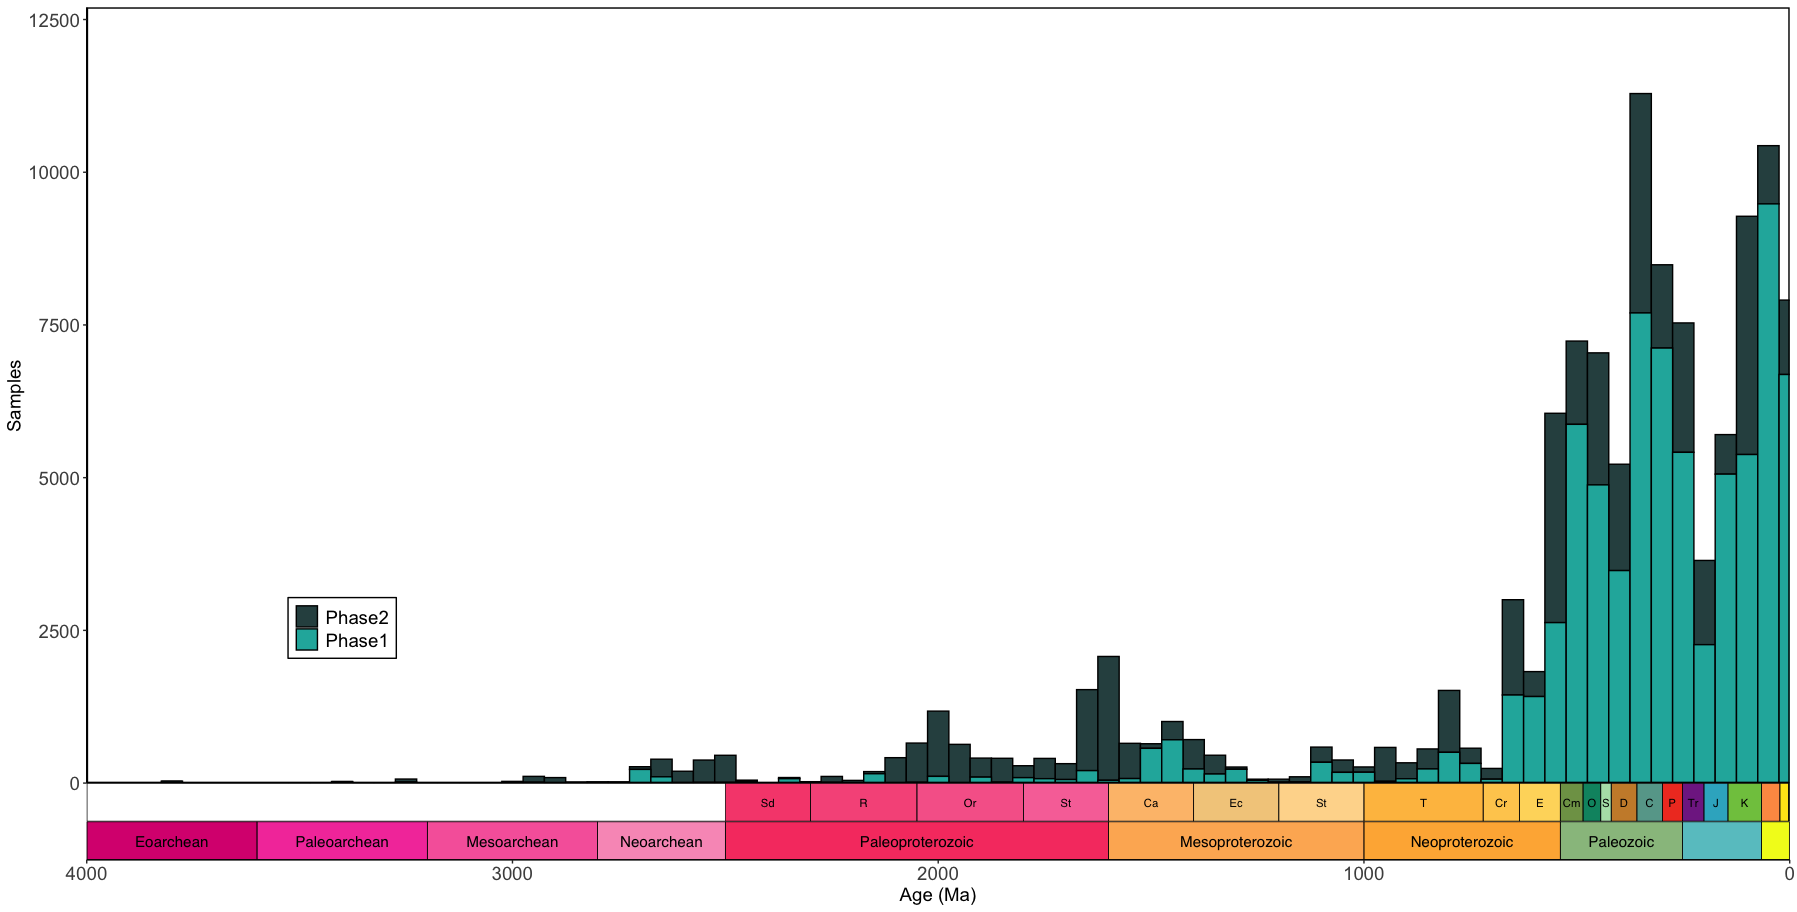 12500
10000
7500
5000
2500
0
Samples
Phase2
Phase1
Sd R Or St Ca Ec St T Cr E Cm O S D C P Tr J K
Eoarchean Paleoarchean Mesoarchean Neoarchean Paleoproterozoic Mesoproterozoic Neoproterozoic Paleozoic
4000 3000 2000 1000 0
Age (Ma)